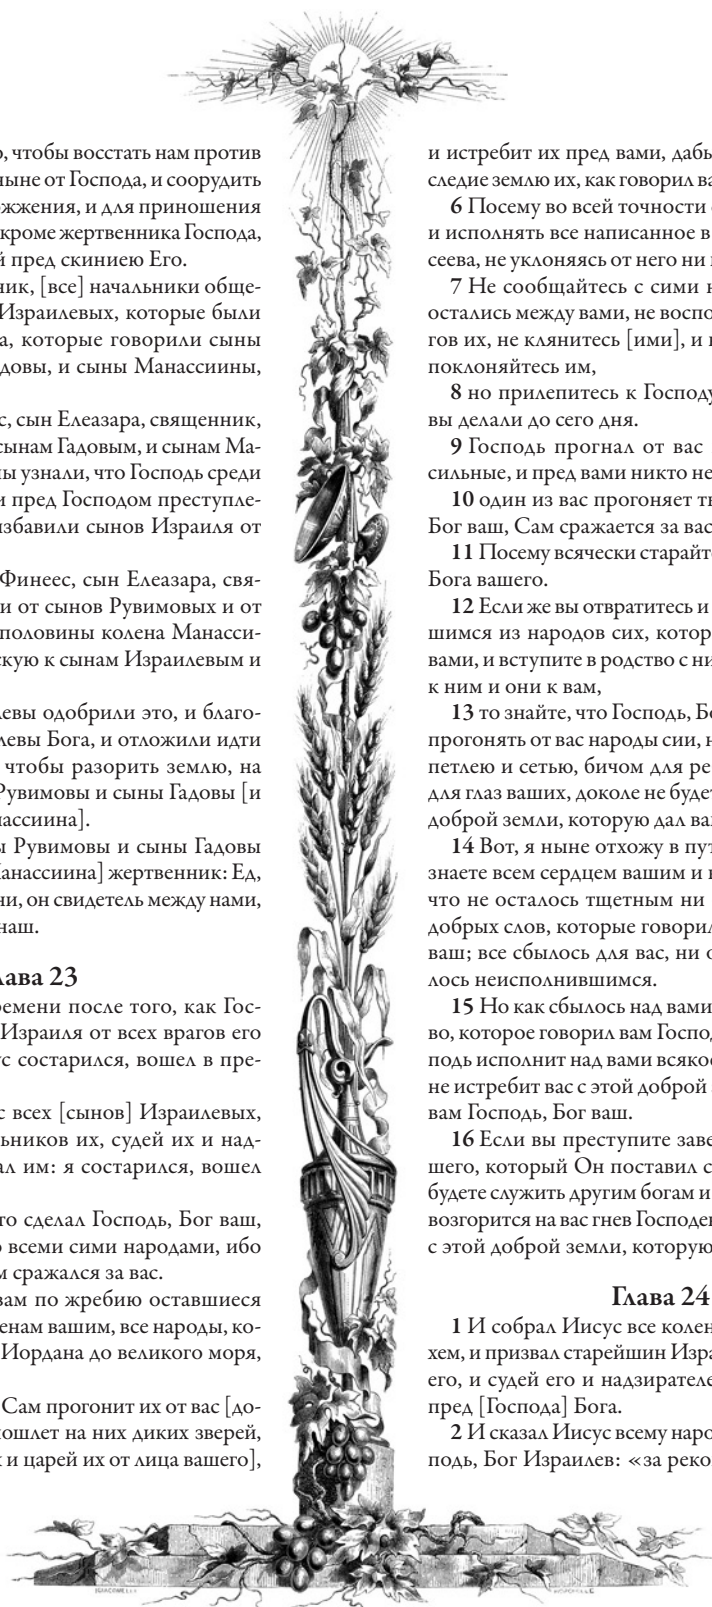 о, чтобы восстать нам против
ныне от Господа, и соорудить
ожжения, и для приношения
кроме жертвенника Господа,
й пред скиниею Его.
ник, [все] начальники обще-
Израилевых, которые были
а, которые говорили сыны
довы, и сыны Манассиины,
с, сын Елеазара, священник,
сынам Гадовым, и сынам Ма-
ы узнали, что Господь среди
и пред Господом преступле-
избавили сынов Израиля от
Финеес, сын Елеазара, свя-
и от сынов Рувимовых и от
половины колена Манасси-
скую к сынам Израилевым и
левы одобрили это, и благо-
левы Бога, и отложили идти
чтобы разорить землю, на
Рувимовы и сыны Гадовы [и
ассиина].
ы Рувимовы и сыны Гадовы
Манассиина] жертвенник: Ед,
ни, он свидетель между нами,
наш.
лава 23
ремени после того, как Гос-
Израиля от всех врагов его
ус состарился, вошел в пре-
с всех [сынов] Израилевых,
льников их, судей их и над-
ал им: я состарился, вошел
то сделал Господь, Бог ваш,
о всеми сими народами, ибо
м сражался за вас.
вам по жребию оставшиеся
енам вашим, все народы, ко-
Иордана до великого моря,
Сам прогонит их от вас [до-
ошлет на них диких зверей,
х и царей их от лица вашего],
и истребит их пред вами, дабы
следие землю их, как говорил ва
6 Посему во всей точности
и исполнять все написанное в
сеева, не уклоняясь от него ни
7 Не сообщайтесь с сими н
остались между вами, не воспо
гов их, не клянитесь [ими], и
поклоняйтесь им,
8 но прилепитесь к Господу
вы делали до сего дня.
9 Господь прогнал от вас
сильные, и пред вами никто не
10 один из вас прогоняет ты
Бог ваш, Сам сражается за вас
11 Посему всячески старайте
Бога вашего.
12 Если же вы отвратитесь и
шимся из народов сих, котор
вами, и вступите в родство с ни
к ним и они к вам,
13 то знайте, что Господь, Бо
прогонять от вас народы сии, н
петлею и сетью, бичом для ре
для глаз ваших, доколе не будет
доброй земли, которую дал ва
14 Вот, я ныне отхожу в пут
знаете всем сердцем вашим и
что не осталось тщетным ни
добрых слов, которые говорил
ваш; все сбылось для вас, ни о
лось неисполнившимся.
15 Но как сбылось над вами
во, которое говорил вам Господ
подь исполнит над вами всякое
не истребит вас с этой доброй
вам Господь, Бог ваш.
16 Если вы преступите заве
шего, который Он поставил с
будете служить другим богам и
возгорится на вас гнев Господен
с этой доброй земли, которую
Глава 24
1 И собрал Иисус все колен
хем, и призвал старейшин Изра
его, и судей его и надзирателе
пред [Господа] Бога.
2 И сказал Иисус всему наро
подь, Бог Израилев: «за реко